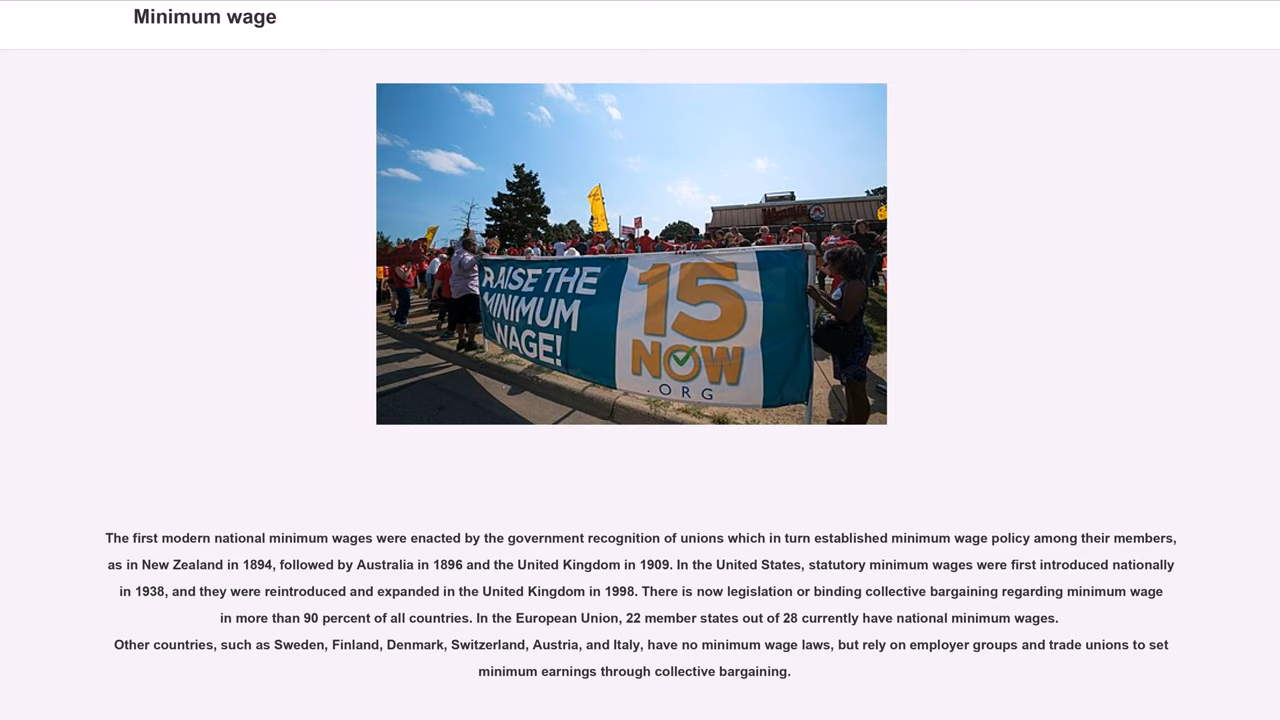 Minimum wage
RAISE THE
MINIMUM
WAGE!
15
NOW
.ORG
The first modern national minimum wages were enacted by the government recognition of unions which in turn established minimum wage policy among their members,
as in New Zealand in 1894, followed by Australia in 1896 and the United Kingdom in 1909. In the United States, statutory minimum wages were first introduced nationally
in 1938, and they were reintroduced and expanded in the United Kingdom in 1998. There is now legislation or binding collective bargaining regarding minimum wage
in more than 90 percent of all countries. In the European Union, 22 member states out of 28 currently have national minimum wages.
Other countries, such as Sweden, Finland, Denmark, Switzerland, Austria, and Italy, have no minimum wage laws, but rely on employer groups and trade unions to set
minimum earnings through collective bargaining.